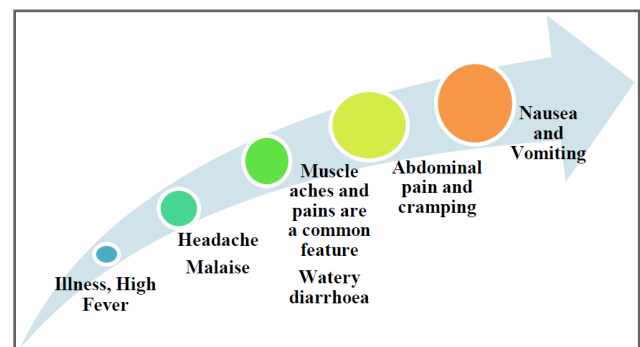 Illness, High
Fever
Headache
Malaise
Muscle
aches and
pains are
a common
feature
Watery
diarrhoea
Abdominal
pain and
cramping
Nausea
and
Vomiting